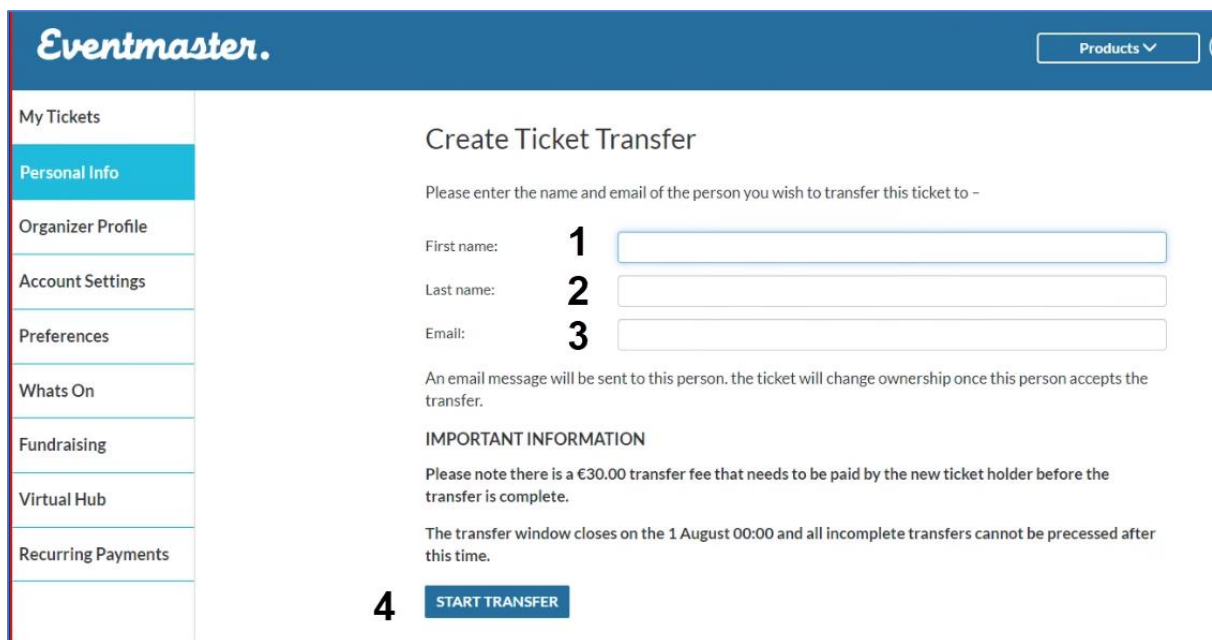 Eventmaster.
Products
My Tickets
Personal Info
Organizer Profile
Account Settings
Preferences
Whats On
Fundraising
Virtual Hub
Recurring Payments
Create Ticket Transfer
Please enter the name and email of the person you wish to transfer this ticket to –
First name: 1
Last name: 2
Email: 3
An email message will be sent to this person. the ticket will change ownership once this person accepts the
transfer.
IMPORTANT INFORMATION
Please note there is a €30.00 transfer fee that needs to be paid by the new ticket holder before the
transfer is complete.
The transfer window closes on the 1 August 00:00 and all incomplete transfers cannot be precessed after
this time.
4 START TRANSFER